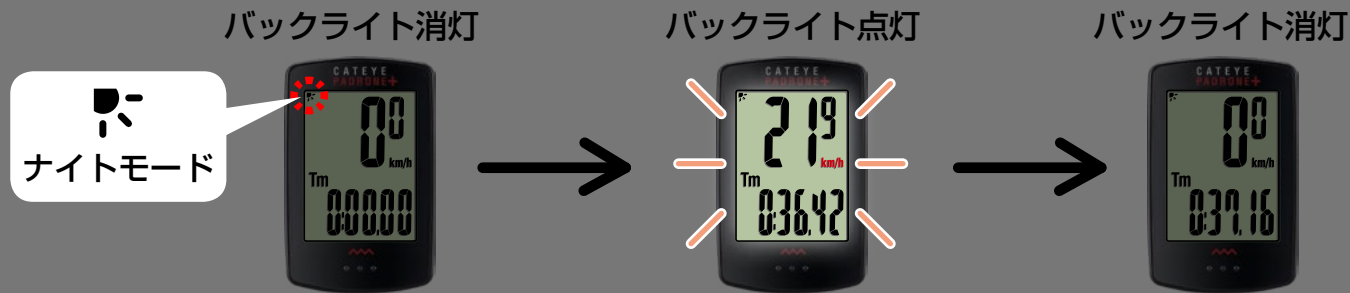 バックライト消灯
バックライト点灯
バックライト消灯
ナイトモード
CATEYE
PADRONE+
0.0
km/h
Tm
0:00.00
CATEYE
PADRONE+
21.9
km/h
Tm
0:36.42
CATEYE
PADRONE+
0.0
km/h
Tm
0:37.16